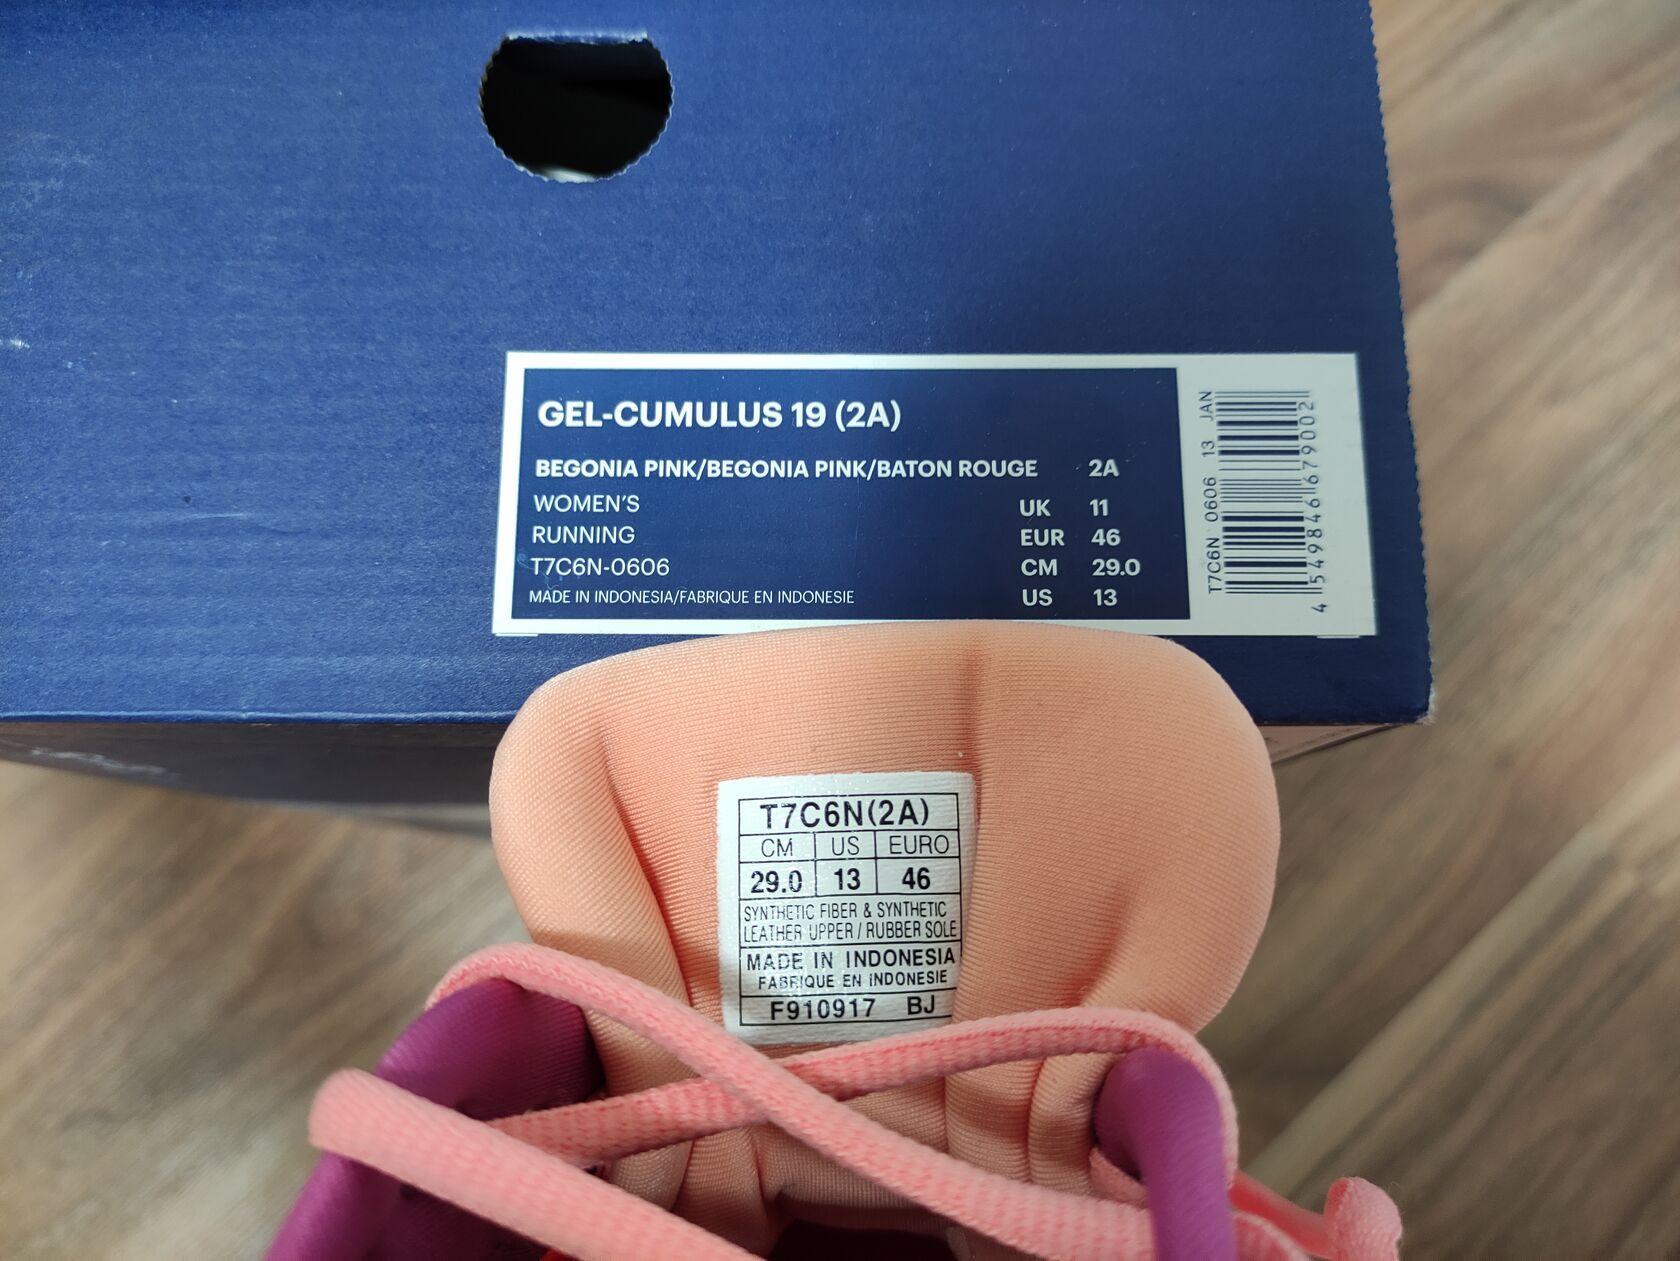 GEL-CUMULUS 19 (2A)
BEGONIA PINK/BEGONIA PINK/BATON ROUGE 2A
WOMEN'S
UK 11
RUNNING
EUR 46
T7C6N-0606
CM 29.0
MADE IN INDONESIA/FABRIQUE EN INDONESIE
US 13
T7C6N 0606 13 JAN
4549846679002
T7C6N(2A)
CM US EURO
29.0 13 46
SYNTHETIC FIBER & SYNTHETIC
LEATHER UPPER / RUBBER SOLE
MADE IN INDONESIA
FABRIQUE EN INDONESIE
F910917 BJ